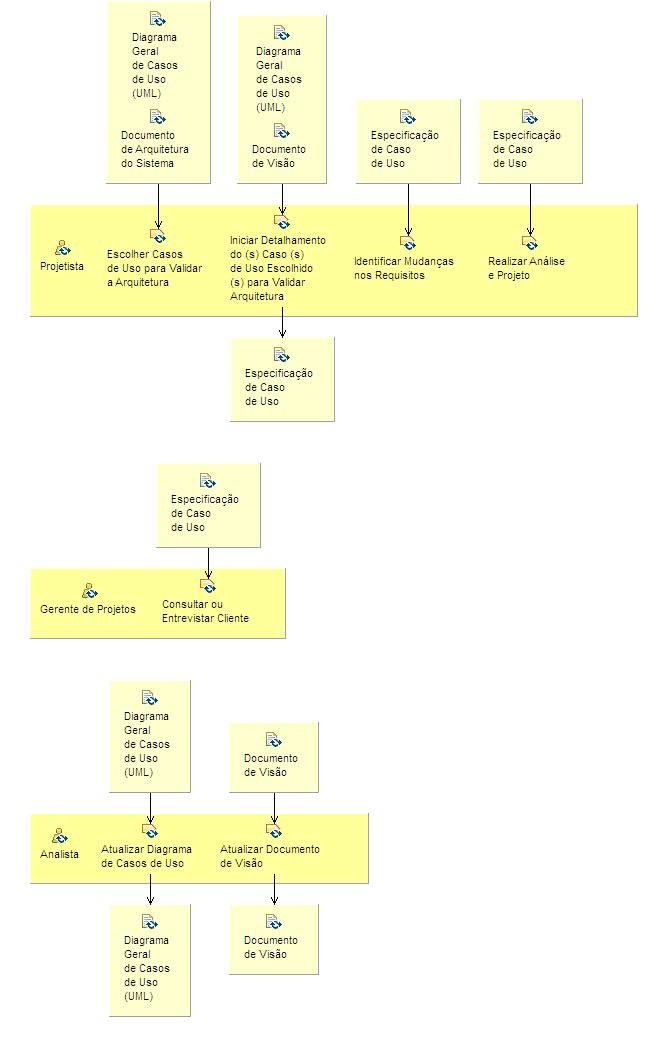 Diagrama
Geral
de Casos
de Uso
(UML)
Documento
de Arquitetura
do Sistema
Diagrama
Geral
de Casos
de Uso
(UML)
Documento
de Visão
Especificação
de Caso
de Uso
Especificação
de Caso
de Uso
Projetista
Escolher Casos
de Uso para Validar
a Arquitetura
Iniciar Detalhamento
do (s) Caso (s)
de Uso Escolhido
(s) para Validar
Arquitetura
Identificar Mudanças
nos Requisitos
Realizar Análise
e Projeto
Especificação
de Caso
de Uso
Especificação
de Caso
de Uso
Gerente de Projetos
Consultar ou
Entrevistar Cliente
Diagrama
Geral
de Casos
de Uso
(UML)
Documento
de Visão
Analista
Atualizar Diagrama
de Casos de Uso
Atualizar Documento
de Visão
Diagrama
Geral
de Casos
de Uso
(UML)
Documento
de Visão